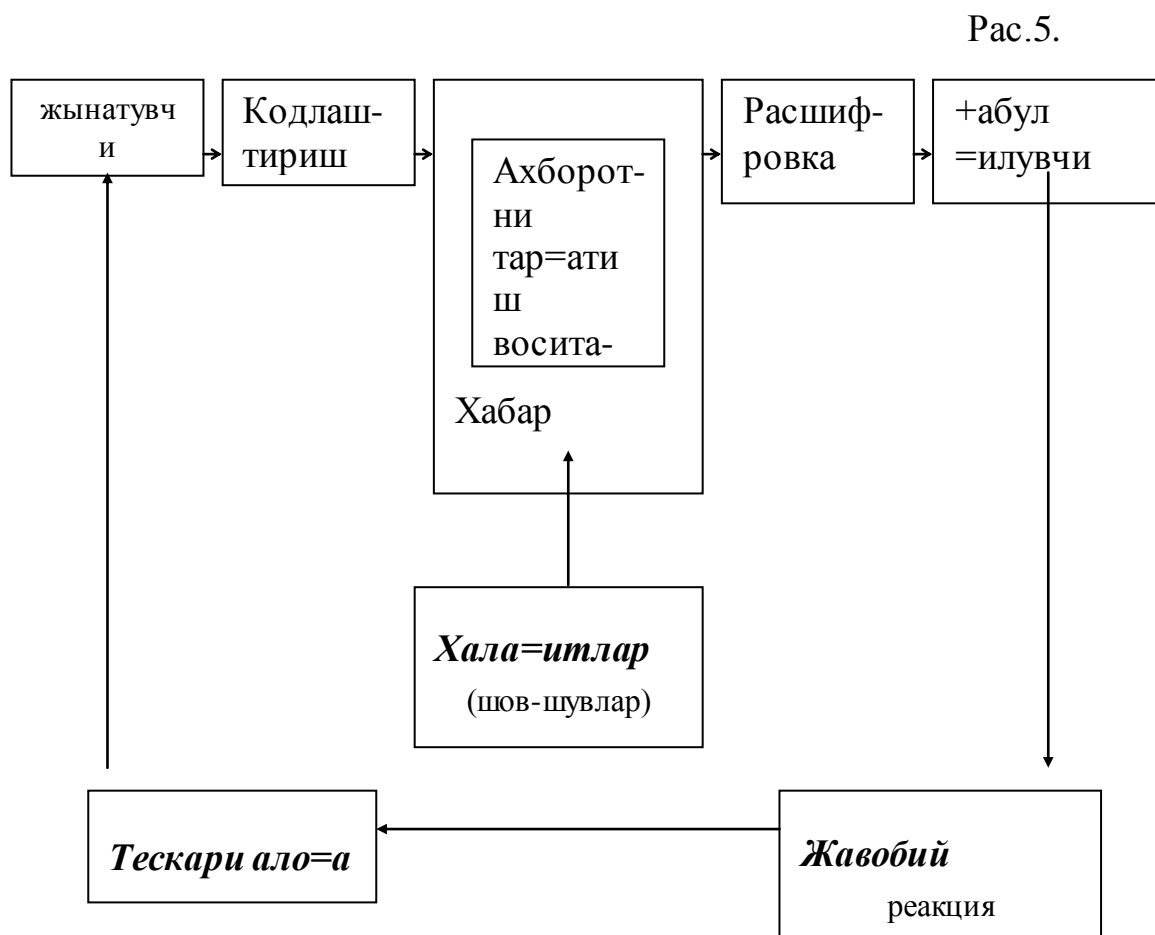 Рас.5.
жынатувч
и
Кодлаш-
тириш
Ахборот-
ни
тар=ати
ш
восита-
Хабар
Расшиф-
ровка
+абул
=илувчи
Хала=итлар
(шов-шувлар)
Тескари ало=а
Жавобий
реакция